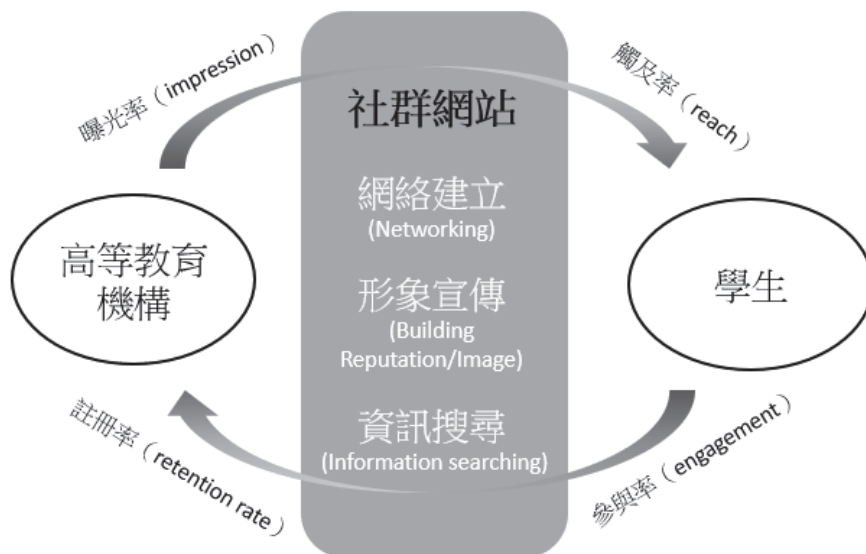 曝光率（impression）
觸及率（reach）
社群網站
網絡建立
(Networking)
形象宣傳
(Building
Reputation/Image)
資訊搜尋
(Information searching)
高等教育
機構
學生
註冊率（retention rate）
參與率（engagement）